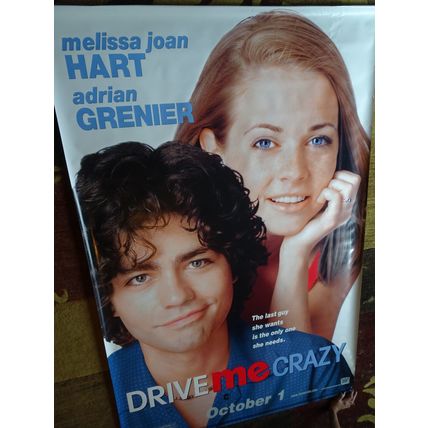 melissa joan
HART
adrian
GRENIER
The last guy
she wants
is the only one
she needs.
DRIVE me CRAZY
October 1